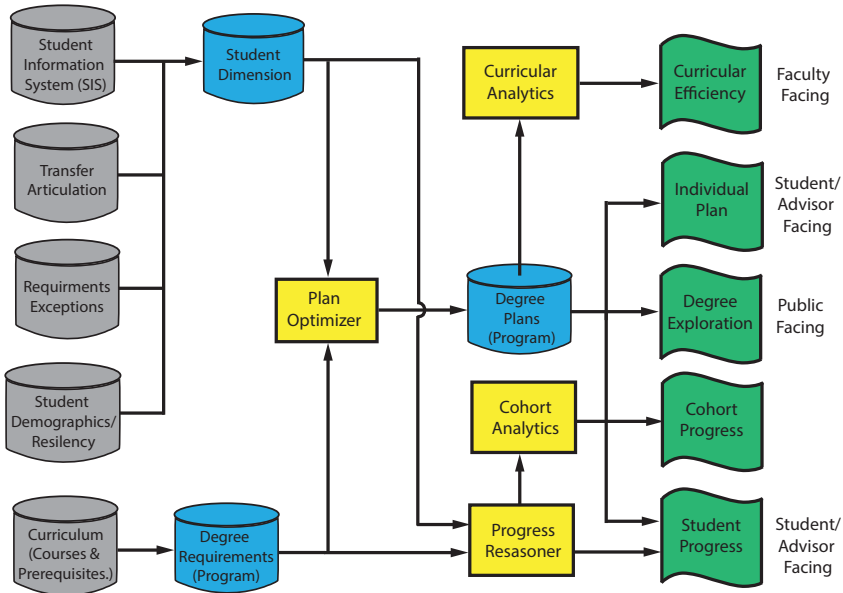 Student
Information
System (SIS)
Student
Dimension
Curricular
Analytics
Curricular
Efficiency
Faculty
Facing
Transfer
Articulation
Individual
Plan
Student/
Advisor
Facing
Requirments
Exceptions
Plan
Optimizer
Degree
Plans
(Program)
Degree
Exploration
Public
Facing
Student
Demographics/
Resilency
Cohort
Analytics
Cohort
Progress
Curriculum
(Courses &
Prerequisites.)
Degree
Requirements
(Program)
Progress
Resasoner
Student
Progress
Student/
Advisor
Facing